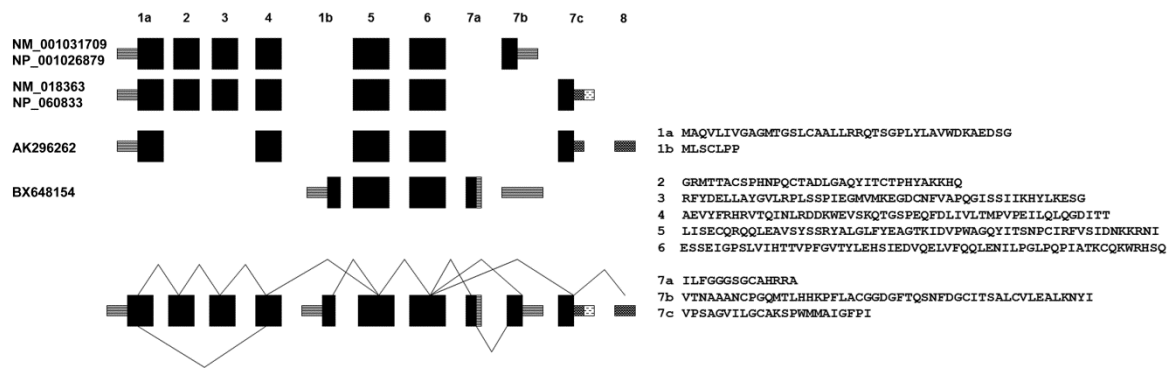 1a 2 3 4 1b 5 6 7a 7b 7c 8
NM_001031709
NP_001026879
NM_018363
NP_060833
AK296262
BX648154
1a MAQVLIVGAGMTGSLCAALLRRQTSGPLYLAVWDKAEDSG
1b MLSCLPP
2 GRMTTACSPHNPQCTADLGAQYITCTPHYAKKHQ
3 RFYDELLAYGVLRPLSSPIEGMVMKEGDCNFVAPQGISSIIKHYLKESG
4 AEVYFRHRVTQINLRDDKWEVSKQTGSPEQFDLIVLTMPVPEILQLQGDITT
5 LISECQRQQLEAVSYSSRYALGLFYEAGTKIDVPWAGQYITSNPCIRFVSIDNKKRNI
6 ESSEIGPSLVIHTTVPFGVTYLEHSIEDVQELVFQQLENILPGLPQPIATKCQKWRHSQ
7a ILFGGGSGCAHRRA
7b VTNAAANCPGQMTLHHKPFLACGGDGFTQSNFDGCITSALCVLEALKNYI
7c VPSAGVILGCAKSPWMMAIGFPI